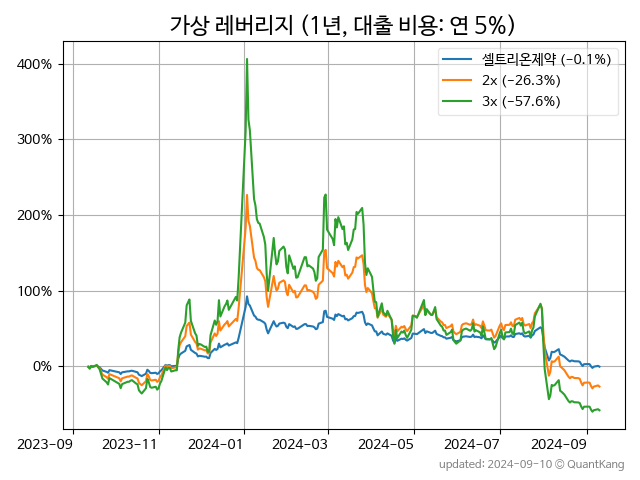 가상 레버리지 (1년, 대출 비용: 연 5%)
셀트리온제약 (-0.1%)
2x (-26.3%)
3x (-57.6%)
400%
300%
200%
100%
0%
2023-09
2023-11
2024-01
2024-03
2024-05
2024-07
2024-09
updated: 2024-09-10 @ QuantKang